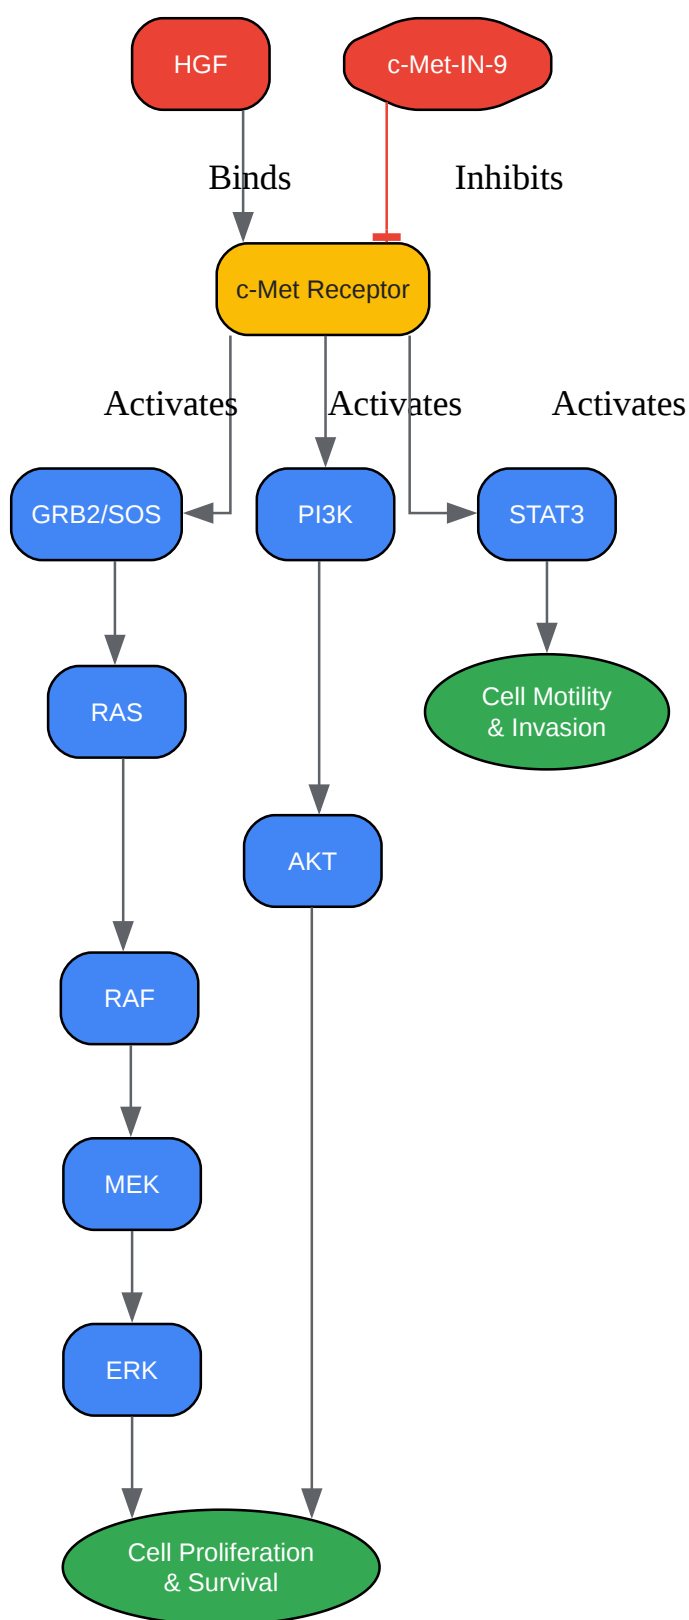 HGF
c-Met-IN-9
Binds
Inhibits
c-Met Receptor
Activates
Activates
Activates
GRB2/SOS
PI3K
STAT3
RAS
Cell Motility
& Invasion
AKT
RAF
MEK
ERK
Cell Proliferation
& Survival